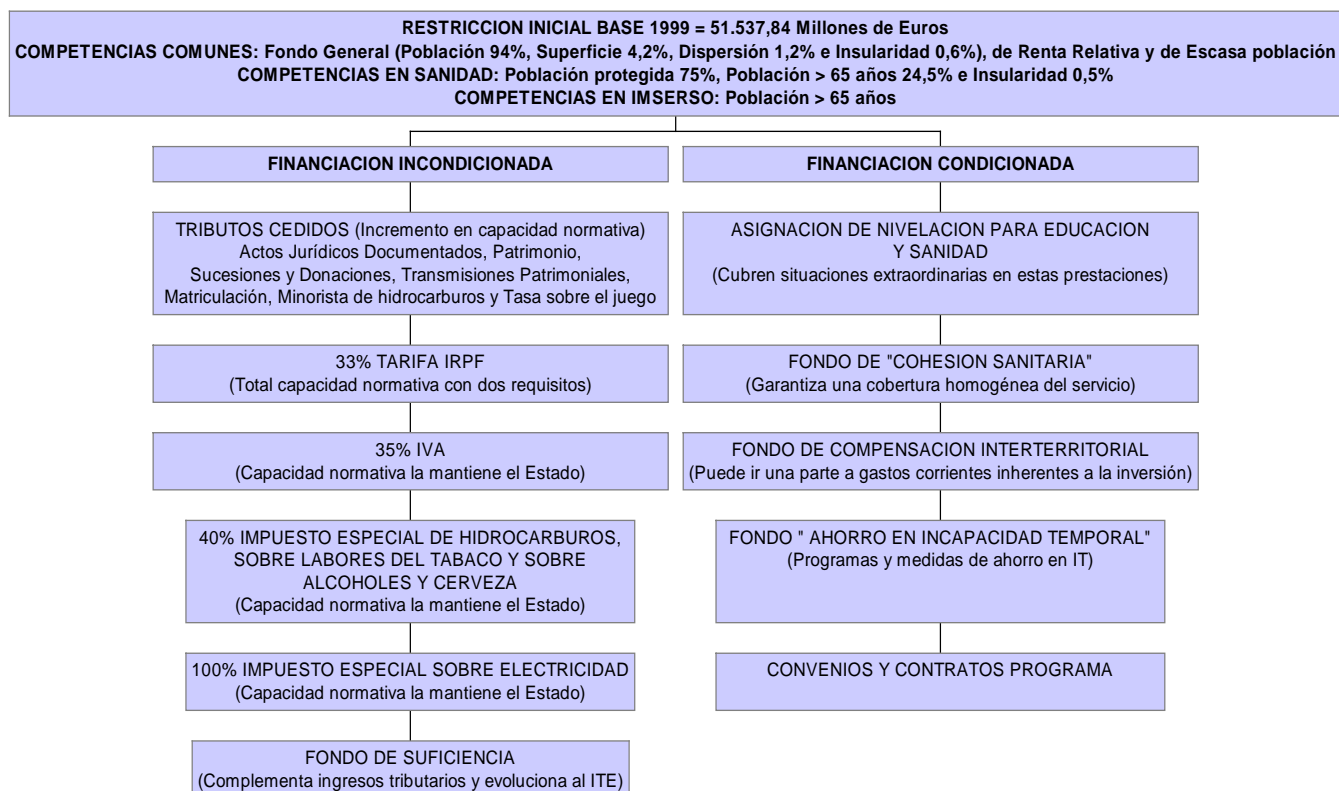 RESTRICCION INICIAL BASE 1999 = 51.537,84 Millones de Euros
COMPETENCIAS COMUNES: Fondo General (Población 94%, Superficie 4,2%, Dispersión 1,2% e Insularidad 0,6%), de Renta Relativa y de Escasa población
COMPETENCIAS EN SANIDAD: Población protegida 75%, Población > 65 años 24,5% e Insularidad 0,5%
COMPETENCIAS EN IMSERSO: Población > 65 años
FINANCIACION INCONDICIONADA
TRIBUTOS CEDIDOS (Incremento en capacidad normativa)
Actos Jurídicos Documentados, Patrimonio,
Sucesiones y Donaciones, Transmisiones Patrimoniales,
Matriculación, Minorista de hidrocarburos y Tasa sobre el juego
33% TARIFA IRPF
(Total capacidad normativa con dos requisitos)
35% IVA
(Capacidad normativa la mantiene el Estado)
40% IMPUESTO ESPECIAL DE HIDROCARBUROS,
SOBRE LABORES DEL TABACO Y SOBRE
ALCOHOLES Y CERVEZA
(Capacidad normativa la mantiene el Estado)
100% IMPUESTO ESPECIAL SOBRE ELECTRICIDAD
(Capacidad normativa la mantiene el Estado)
FONDO DE SUFICIENCIA
(Complementa ingresos tributarios y evoluciona al ITE)
FINANCIACION CONDICIONADA
ASIGNACION DE NIVELACION PARA EDUCACION
Y SANIDAD
(Cubren situaciones extraordinarias en estas prestaciones)
FONDO DE "COHESION SANITARIA"
(Garantiza una cobertura homogénea del servicio)
FONDO DE COMPENSACION INTERTERRITORIAL
(Puede ir una parte a gastos corrientes inherentes a la inversión)
FONDO " AHORRO EN INCAPACIDAD TEMPORAL"
(Programas y medidas de ahorro en IT)
CONVENIOS Y CONTRATOS PROGRAMA